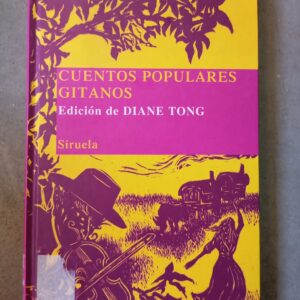 CUENTOS POPULARES
GITANOS
Edición de DIANE TONG
Siruela